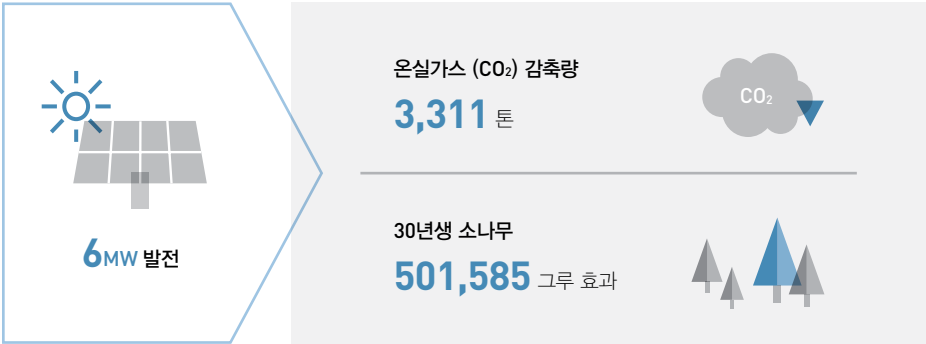 6MW 발전
온실가스 (CO₂) 감축량
3,311 톤
CO₂
30년생 소나무
501,585 그루 효과